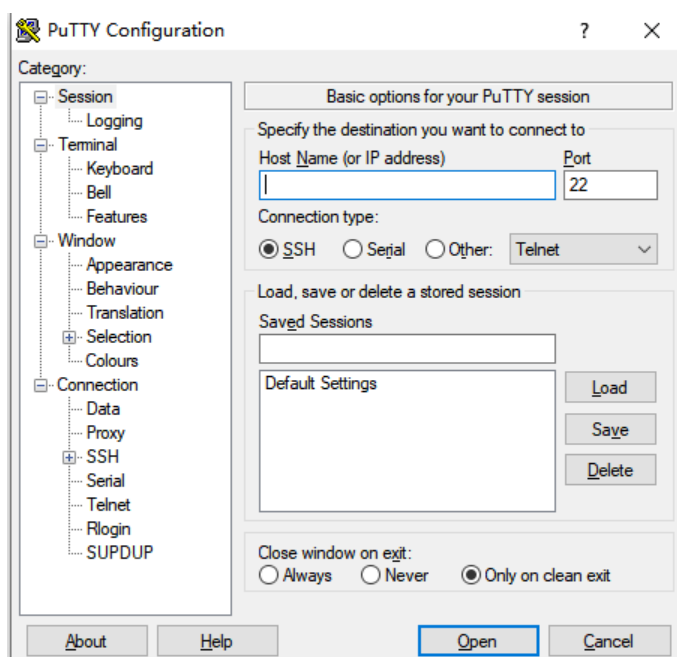 PuTTY Configuration ? ×
Category:
Session
Logging
Terminal
Keyboard
Bell
Features
Window
Appearance
Behaviour
Translation
Selection
Colours
Connection
Data
Proxy
SSH
Serial
Telnet
Rlogin
SUPDUP
Basic options for your PuTTY session
Specify the destination you want to connect to
Host Name (or IP address) Port
22
Connection type:
SSH Serial Other: Telnet
Load, save or delete a stored session
Saved Sessions
Default Settings
Load
Save
Delete
Close window on exit:
Always Never Only on clean exit
About Help Open Cancel